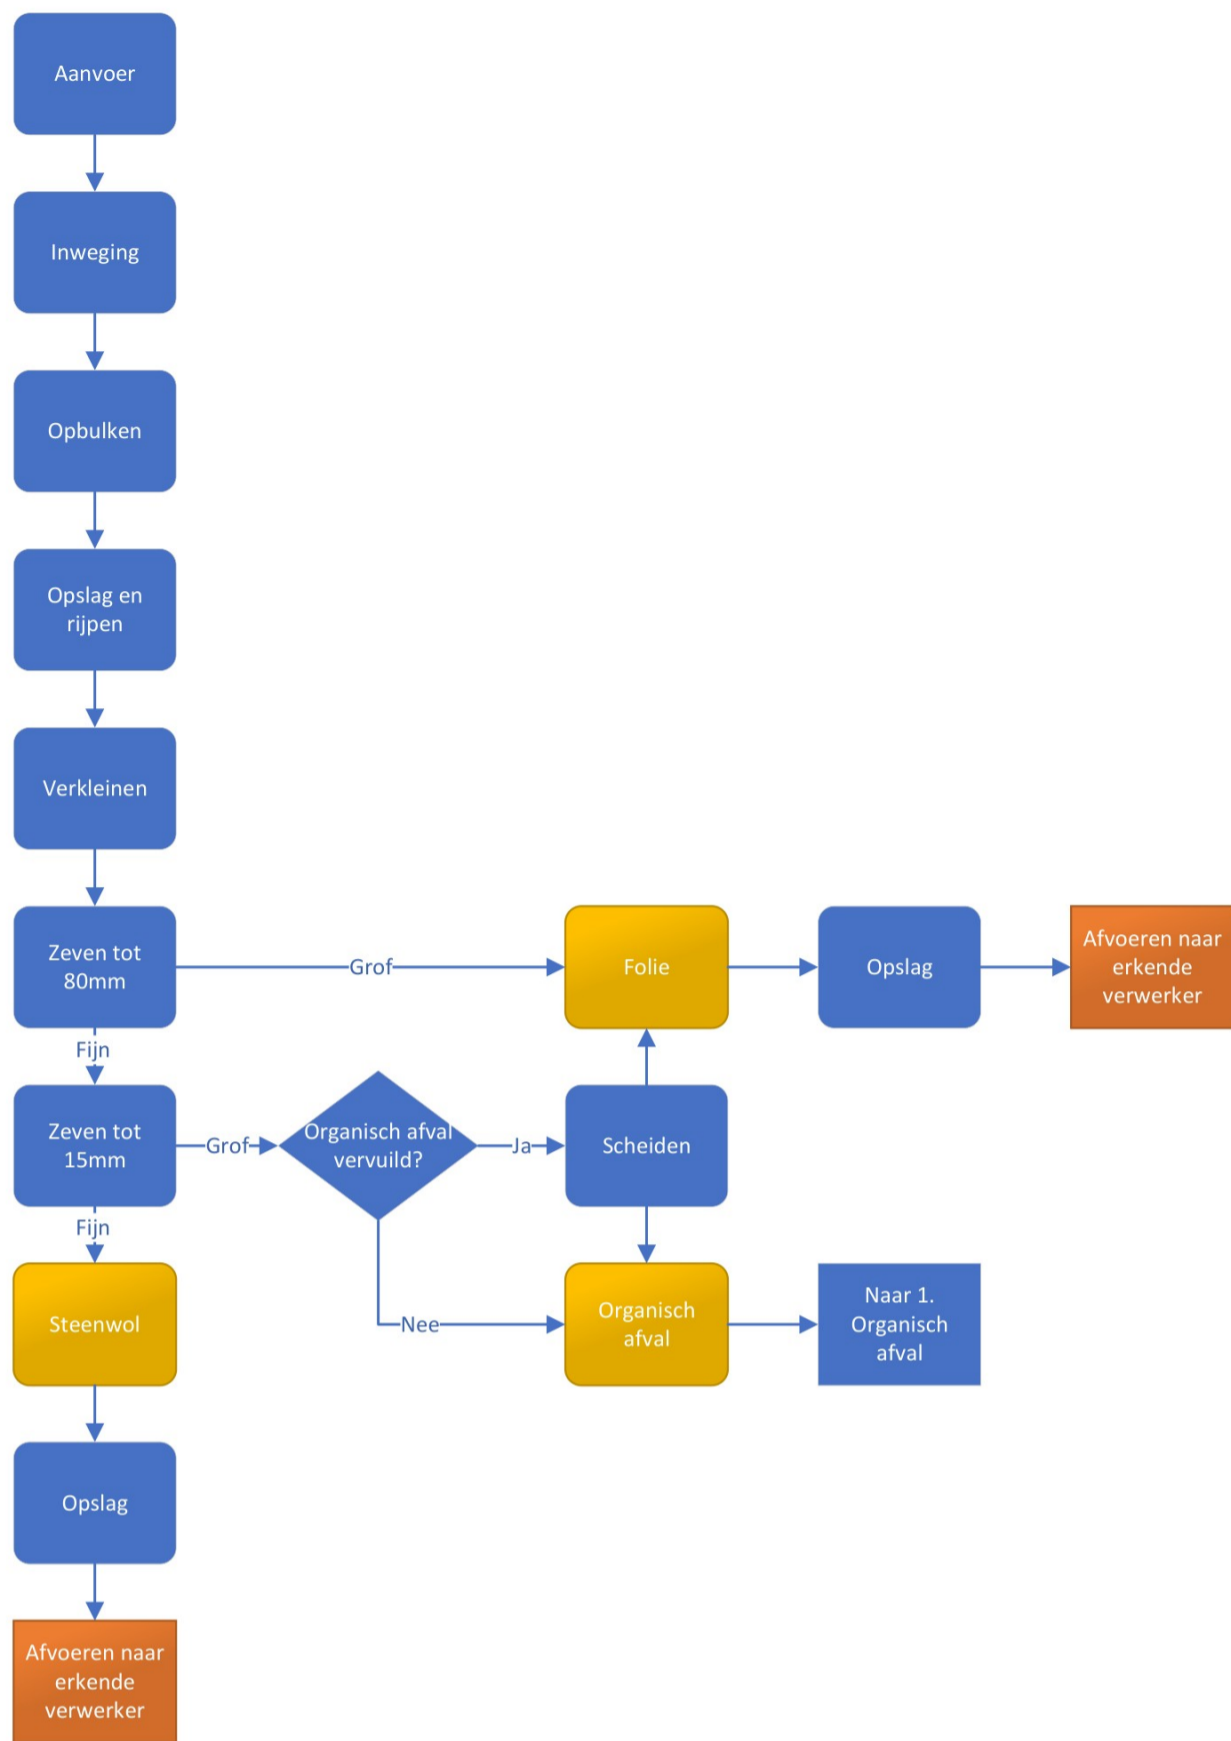 Aanvoer
Inweging
Opbulken
Opslag en
rijpen
Verkleinen
Zeven tot
80mm
Grof
Folie
Opslag
Afvoeren naar
erkende
verwerker
Fijn
Zeven tot
15mm
Grof
Organisch afval
vervuild?
Ja
Scheiden
Fijn
Steenwol
Nee
Organisch
afval
Naar 1.
Organisch
afval
Opslag
Afvoeren naar
erkende
verwerker